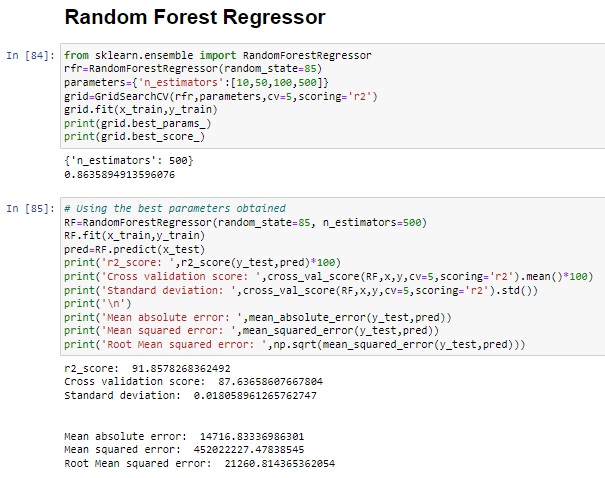 Random Forest Regressor
In [84]: from sklearn.ensemble import RandomForestRegressor
rfr=RandomForestRegressor(random_state=85)
parameters={'n_estimators':[10,50,100,500]}
grid=GridSearchCV(rfr,parameters,cv=5,scoring='r2')
grid.fit(x_train,y_train)
print(grid.best_params_)
print(grid.best_score_)
{'n_estimators': 500}
0.8635894913596076
In [85]: # Using the best parameters obtained
RF=RandomForestRegressor(random_state=85, n_estimators=500)
RF.fit(x_train,y_train)
pred=RF.predict(x_test)
print('r2_score: ',r2_score(y_test,pred)*100)
print('Cross validation score: ',cross_val_score(RF,x,y,cv=5,scoring='r2').mean()*100)
print('Standard deviation: ',cross_val_score(RF,x,y,cv=5,scoring='r2').std())
print('\n')
print('Mean absolute error: ',mean_absolute_error(y_test,pred))
print('Mean squared error: ',mean_squared_error(y_test,pred))
print('Root Mean squared error: ',np.sqrt(mean_squared_error(y_test,pred)))
r2_score:  91.8578268362492
Cross validation score:  87.63658607667804
Standard deviation:  0.018058961265762747
Mean absolute error:  14716.83336986301
Mean squared error:  452022227.47838545
Root Mean squared error:  21260.814365362054